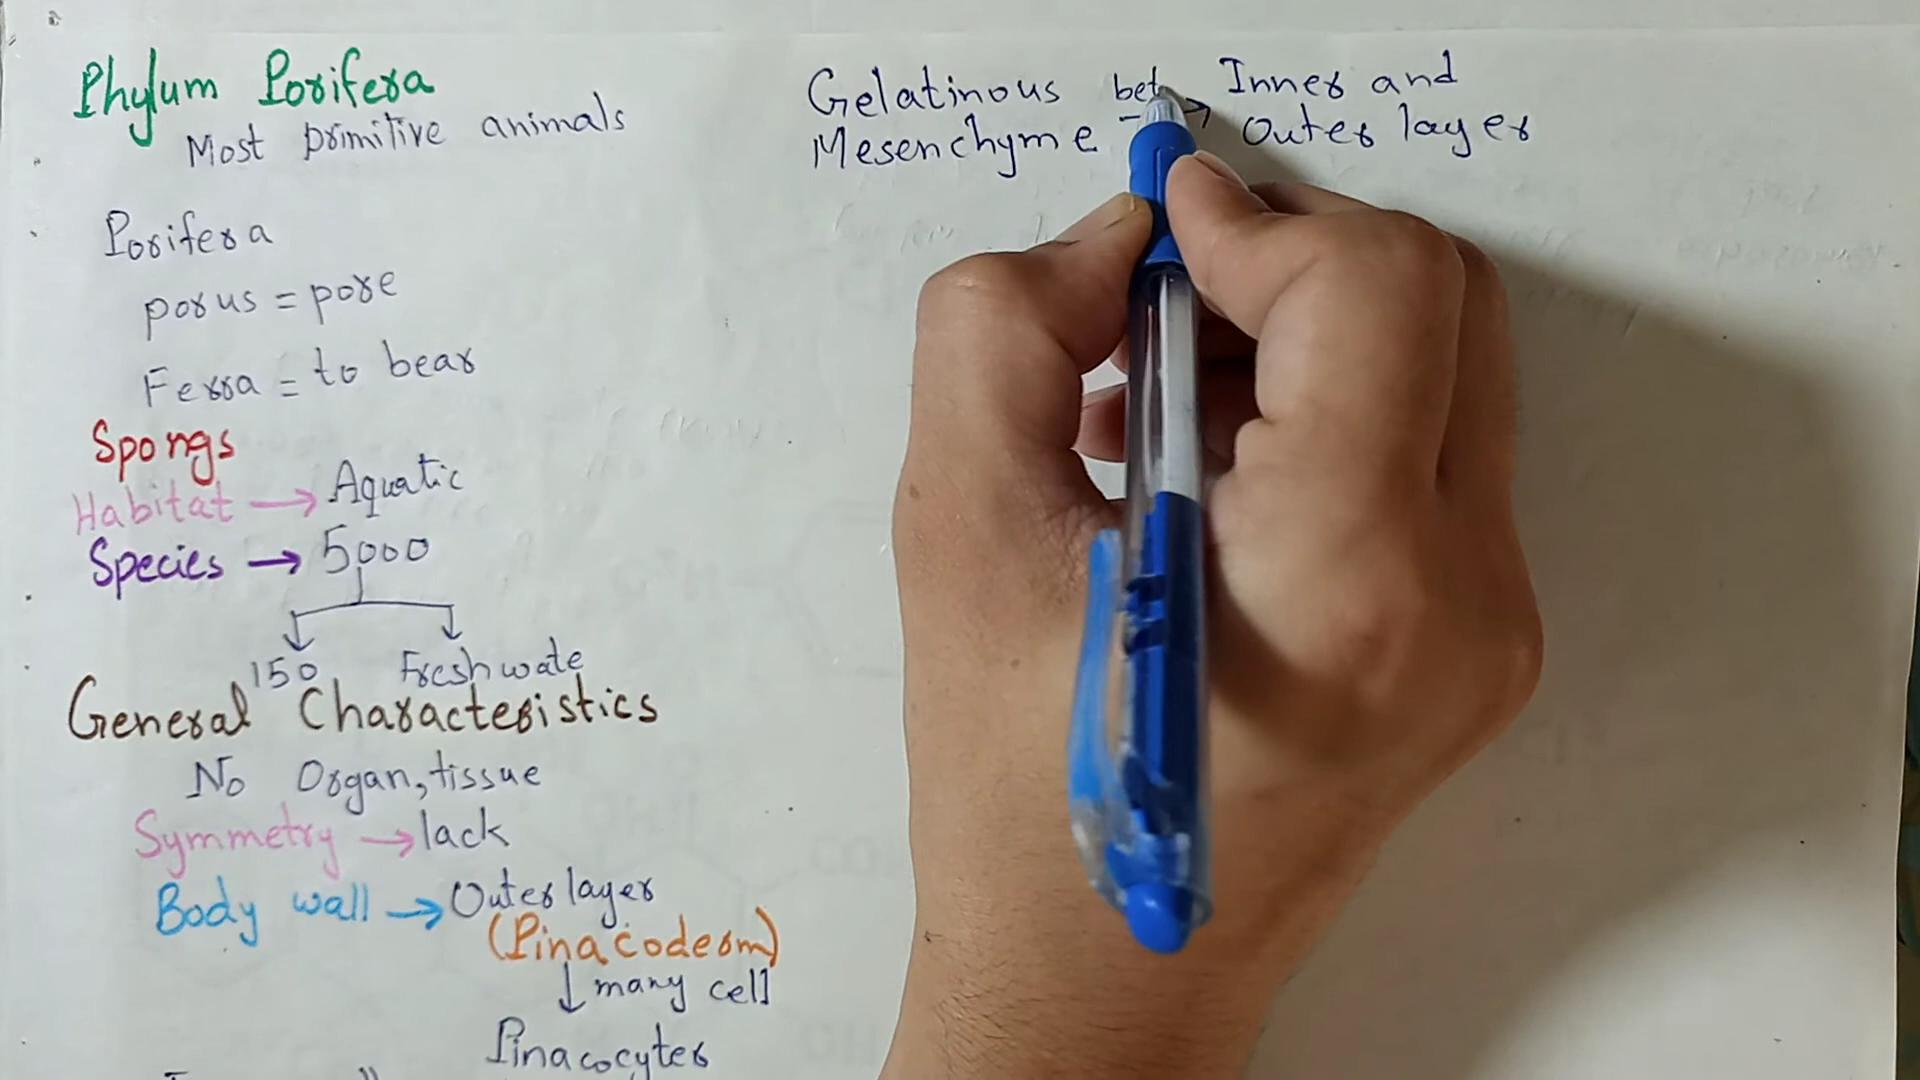 Phylum Porifera
Most primitive animals
Porifera
porus = pore
Ferra = to bear
Spongs
Habitat → Aquatic
Species → 5000
150 Freshwate
General Characteristics
No Organ, tissue
Symmetry → lack
Body wall → Outer layer
(Pinacoderm)
↓ many cell
Pinacocytes
Gelatinous bet Inner and
Mesenchyme → Outer layer